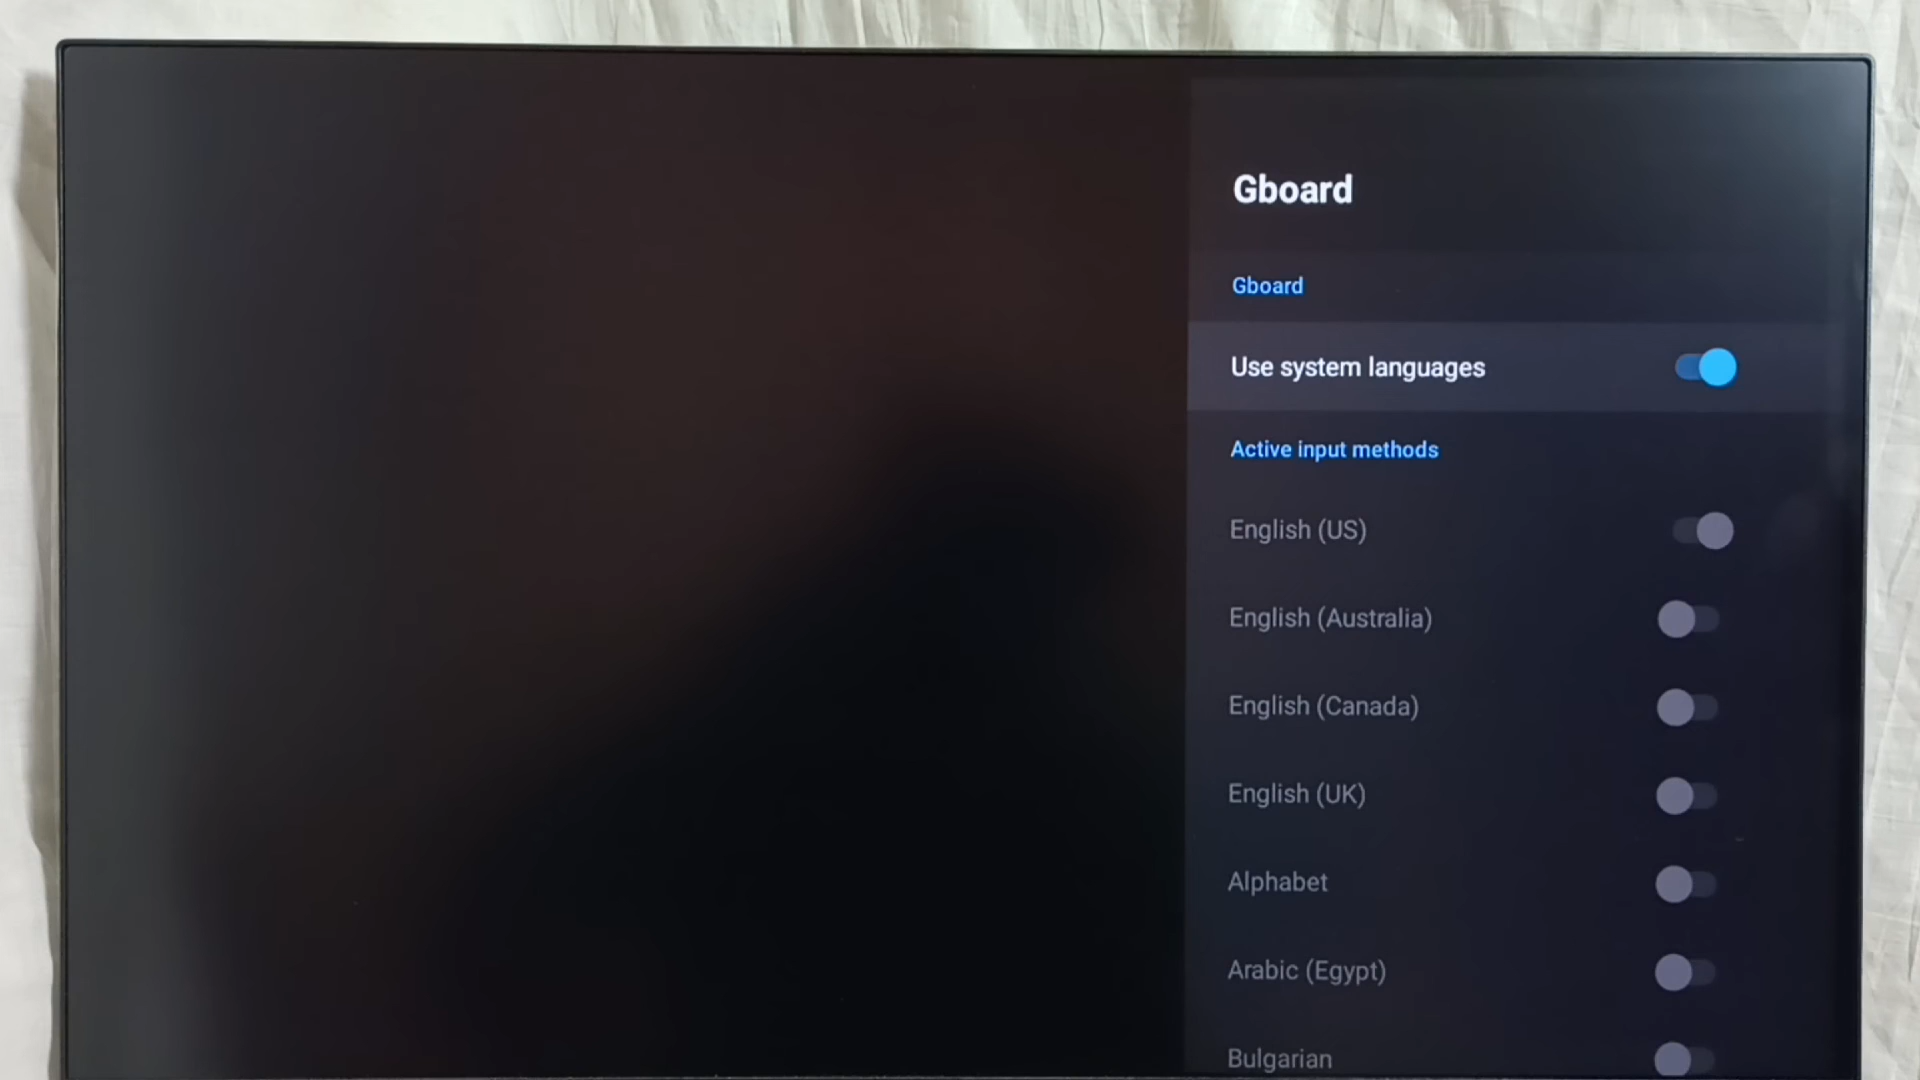 Gboard
Gboard
Use system languages
Active input methods
English (US)
English (Australia)
English (Canada)
English (UK)
Alphabet
Arabic (Egypt)
Bulgarian